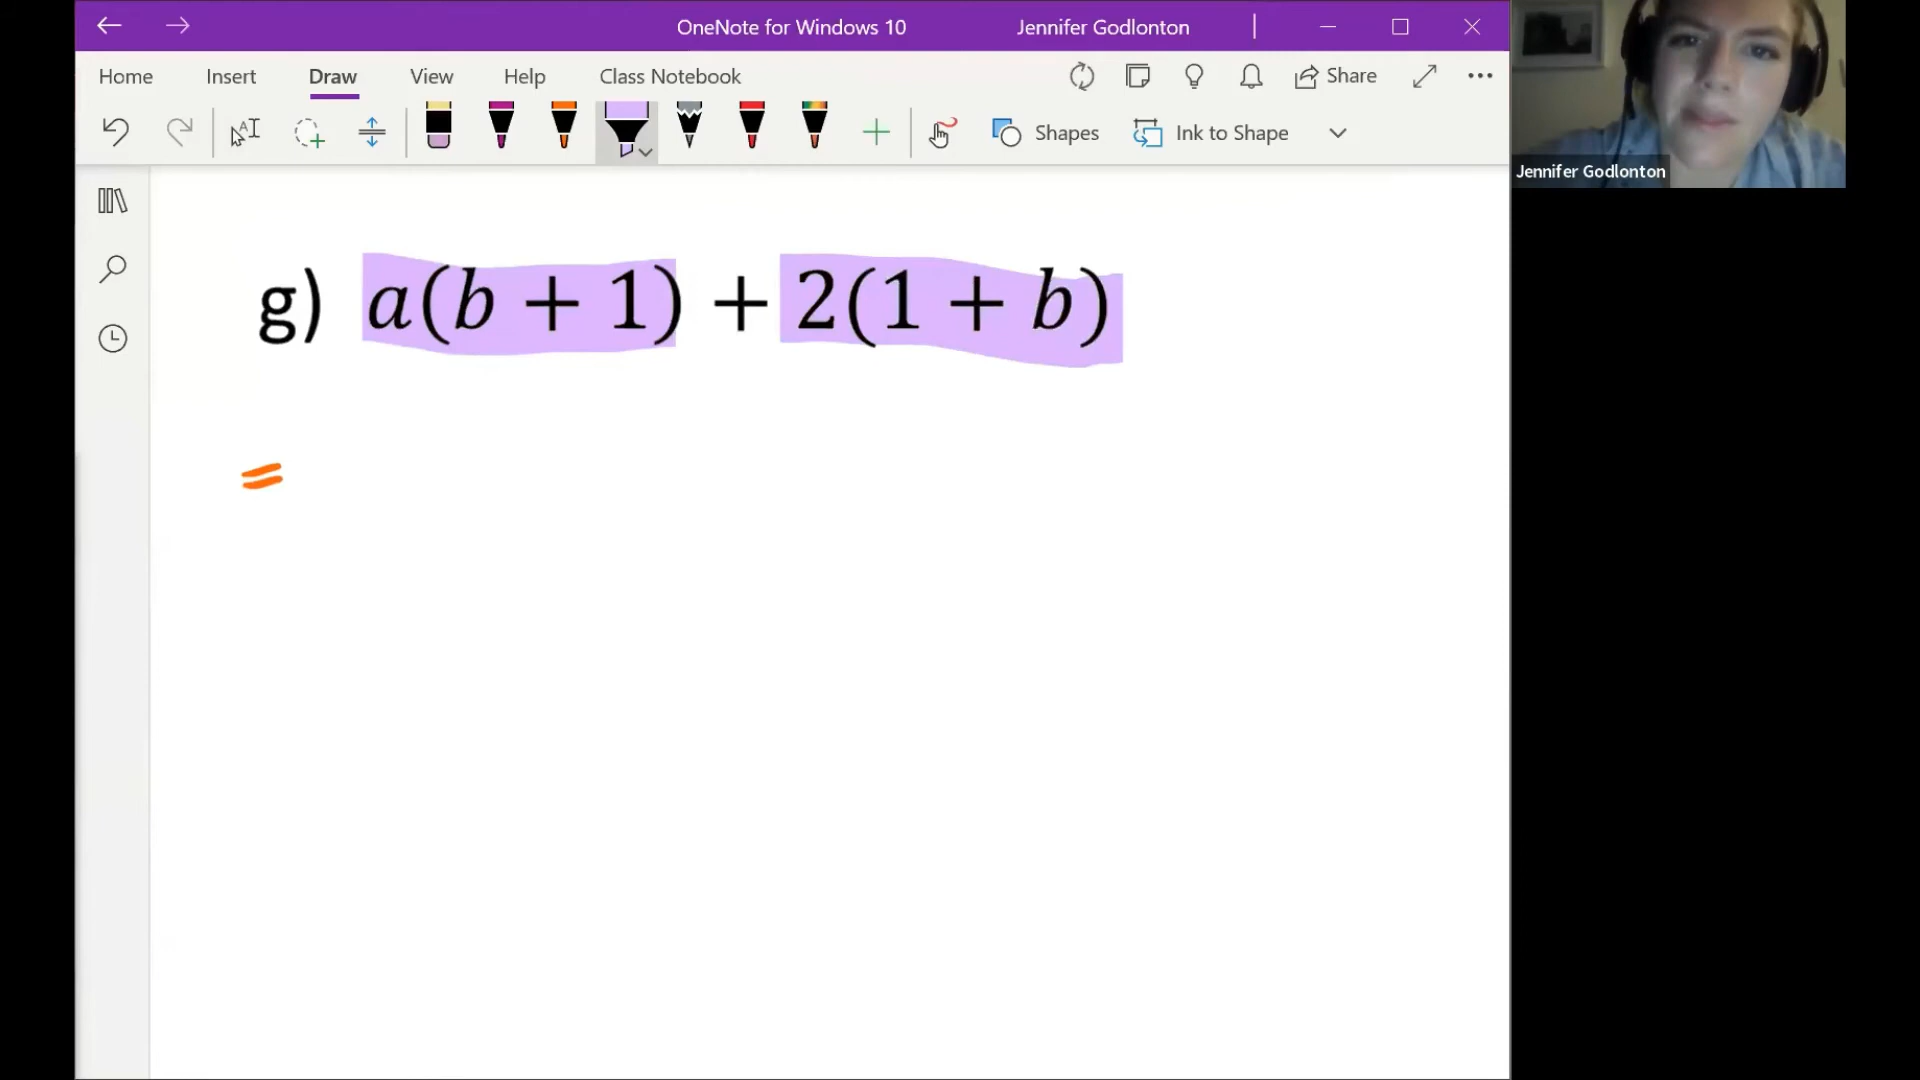 OneNote for Windows 10
Jennifer Godlonton
Home Insert Draw View Help Class Notebook Share
Shapes Ink to Shape
Jennifer Godlonton
g) a(b + 1) + 2(1 + b)
=